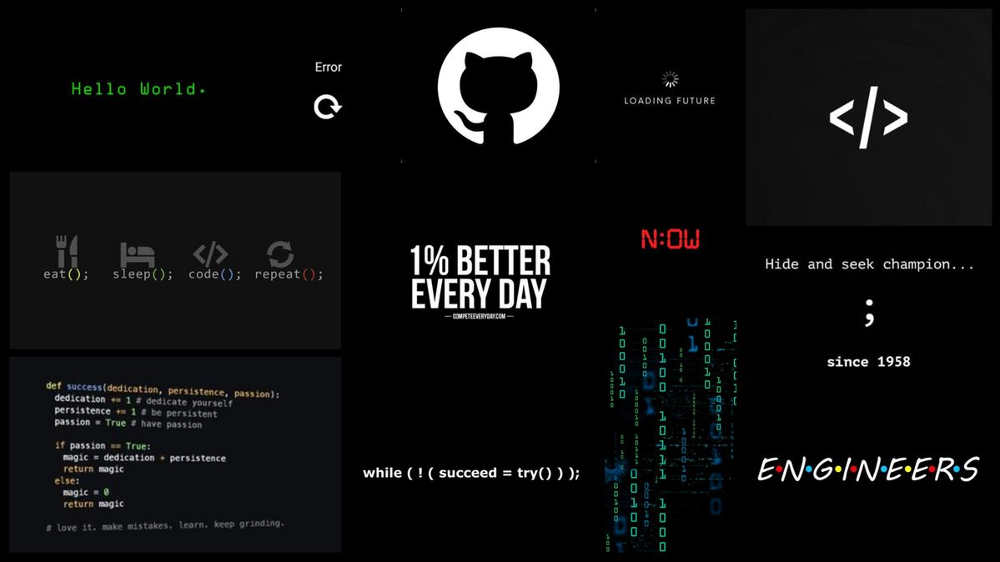 Hello World.
Error
LOADING FUTURE
</>
eat(); sleep(); code(); repeat();
1% BETTER
EVERY DAY
— COMPETEEVERYDAY.COM —
N:OW
Hide and seek champion...
;
since 1958
def success(dedication, persistence, passion):
dedication += 1 # dedicate yourself
persistence += 1 # be persistent
passion = True # have passion
if passion == True:
magic = dedication + persistence
return magic
else:
magic = 0
return magic
# love it. make mistakes. learn. keep grinding.
while ( ! ( succeed = try() ) );
E•N•G•I•N•E•E•R•S